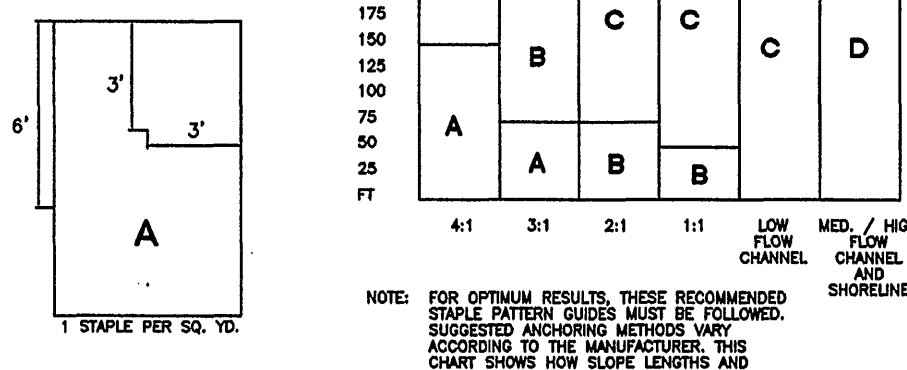 6'
3'
3'
A
1 STAPLE PER SQ. YD.
175
150
125
100
75
50
25
FT
C
C
B
C
D
A
A
B
B
4:1
3:1
2:1
1:1
LOW
FLOW
CHANNEL
MED. / HIG
FLOW
CHANNEL
AND
SHORELINE
NOTE: FOR OPTIMUM RESULTS, THESE RECOMMENDED
STAPLE PATTERN GUIDES MUST BE FOLLOWED.
SUGGESTED ANCHORING METHODS VARY
ACCORDING TO THE MANUFACTURER. THIS
CHART SHOWS HOW SLOPE LENGTHS AND